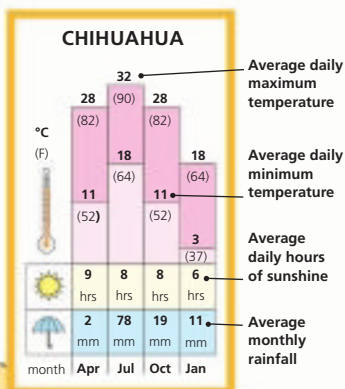 CHIHUAHUA
Average daily
maximum
temperature
32
(90)
28
(82)
28
(82)
°C
(F)
18
(64)
18
(64)
Average daily
minimum
temperature
11
(52)
11
(52)
3
(37)
Average
daily hours
of sunshine
9 8 8 6
hrs hrs hrs hrs
2 78 19 11
mm mm mm mm
Average
monthly
rainfall
month Apr Jul Oct Jan